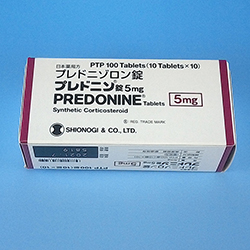 日本薬局方 PTP 100 Tablets (10 Tablets×10)
プレドニゾロン錠
プレドニン®錠5mg
PREDONINE® Tablets
5mg
Synthetic Corticosteroid
®: REG. TRADE MARK
SHIONOGI & CO., LTD.
5mg